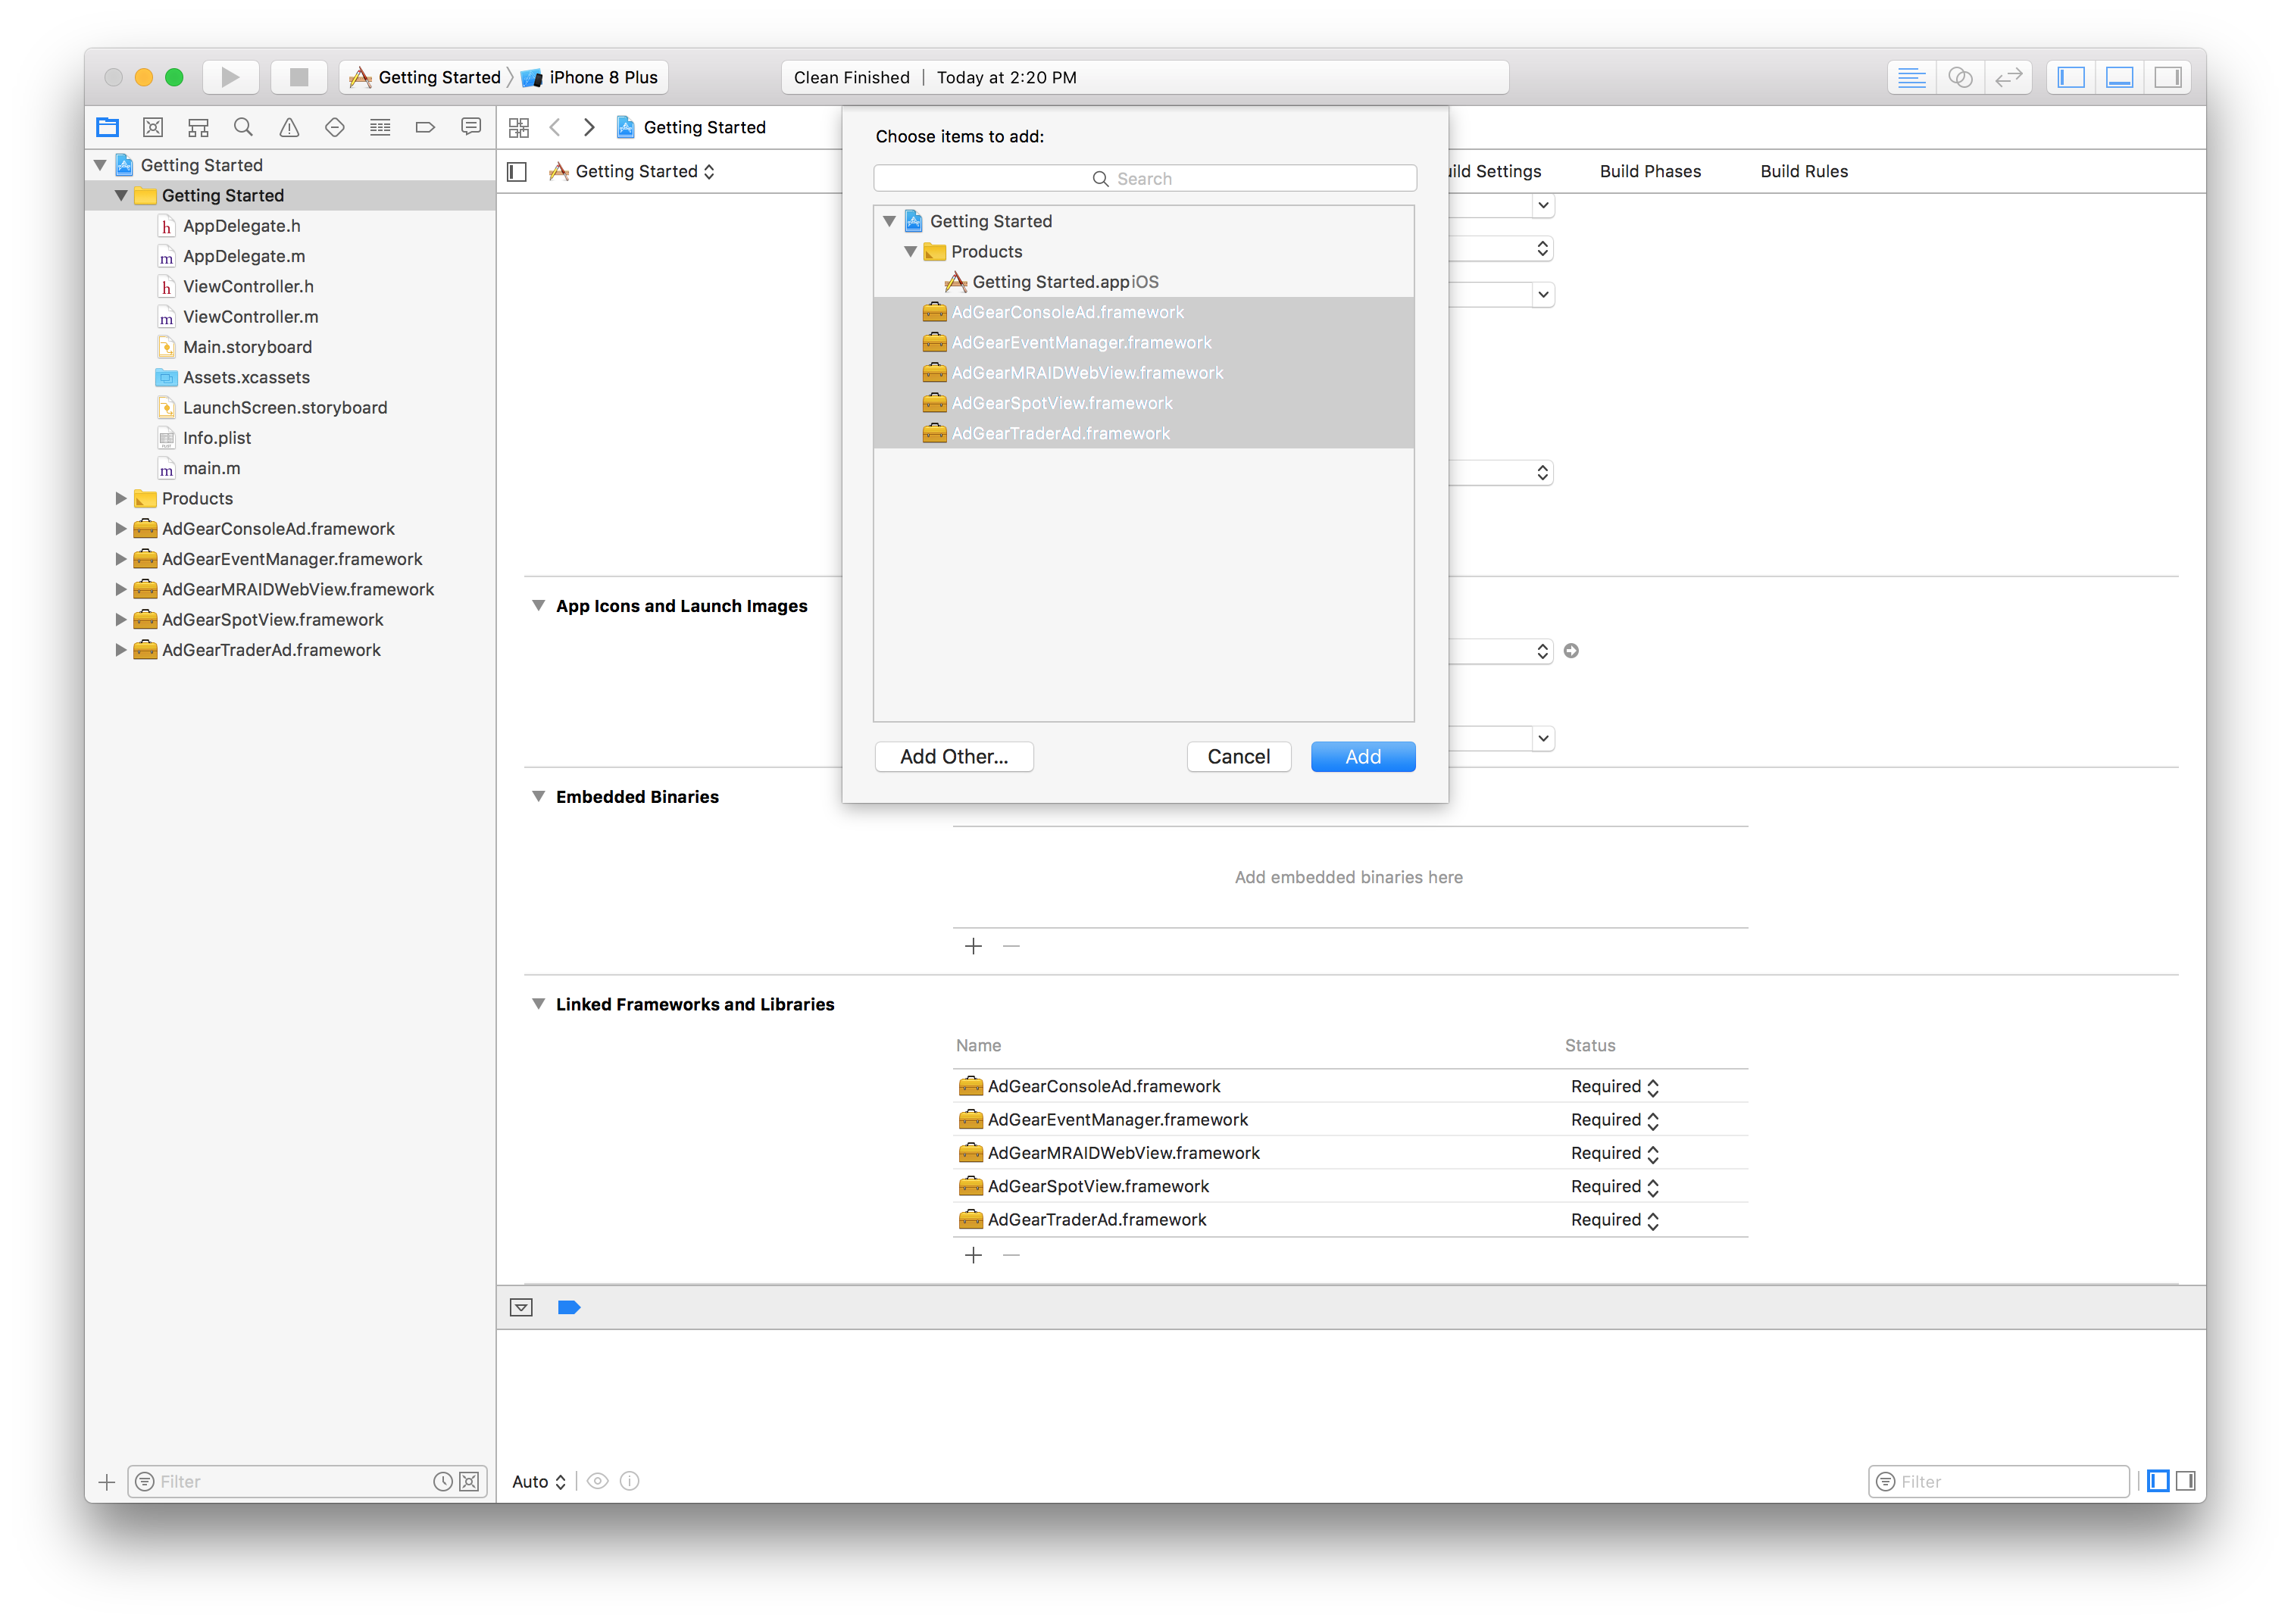 Getting Started
iPhone 8 Plus
Clean Finished | Today at 2:20 PM
Getting Started
Getting Started
AppDelegate.h
AppDelegate.m
ViewController.h
ViewController.m
Main.storyboard
Assets.xcassets
LaunchScreen.storyboard
Info.plist
main.m
Products
AdGearConsoleAd.framework
AdGearEventManager.framework
AdGearMRAIDWebView.framework
AdGearSpotView.framework
AdGearTraderAd.framework
Filter
Getting Started
Getting Started
ild Settings
Build Phases
Build Rules
Choose items to add:
Search
Getting Started
Products
Getting Started.app iOS
AdGearConsoleAd.framework
AdGearEventManager.framework
AdGearMRAIDWebView.framework
AdGearSpotView.framework
AdGearTraderAd.framework
Add Other...
Cancel
Add
App Icons and Launch Images
Embedded Binaries
Add embedded binaries here
Linked Frameworks and Libraries
Name Status
AdGearConsoleAd.framework Required
AdGearEventManager.framework Required
AdGearMRAIDWebView.framework Required
AdGearSpotView.framework Required
AdGearTraderAd.framework Required
Auto
Filter